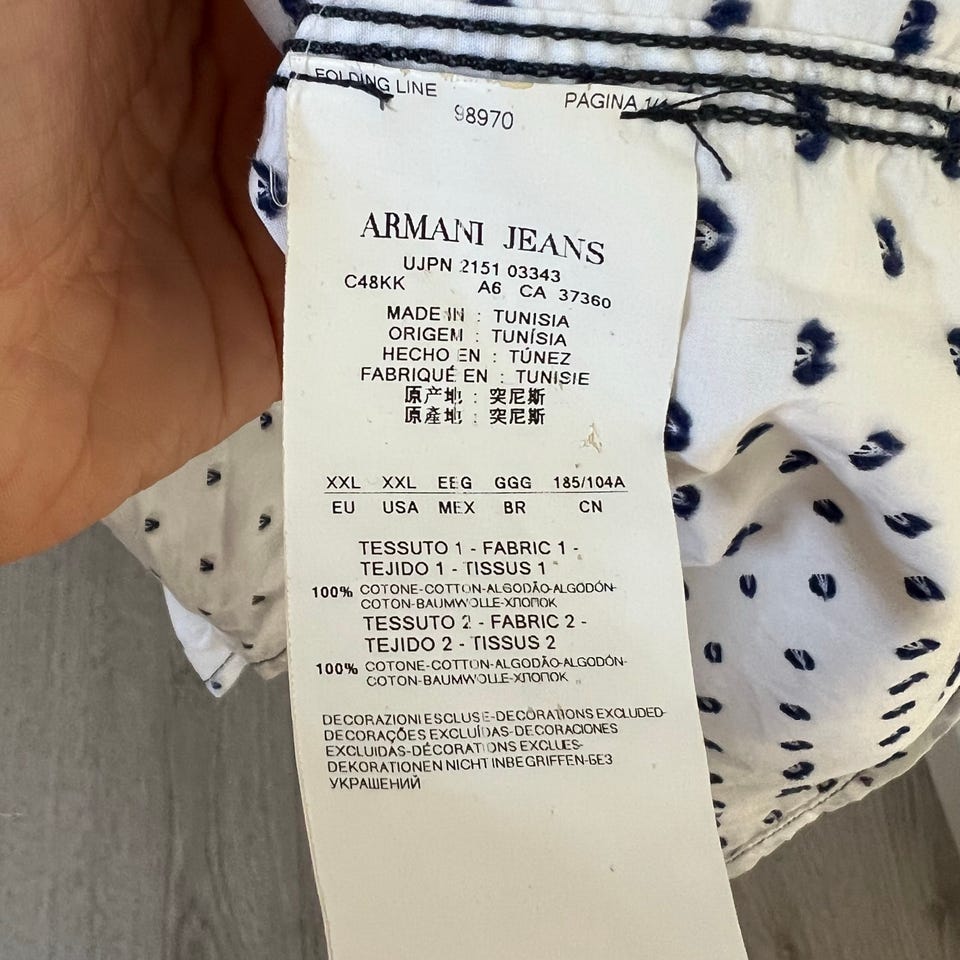 FOLDING LINE
PAGINA 1/
98970
ARMANI JEANS
UJPN 2151 03343
C48KK A6 CA 37360
MADE IN : TUNISIA
ORIGEM : TUNÍSIA
HECHO EN : TÚNEZ
FABRIQUÉ EN : TUNISIE
原产地 : 突尼斯
原產地 : 突尼斯
XXL XXL EEG GGG 185/104A
EU USA MEX BR CN
TESSUTO 1 - FABRIC 1 -
TEJIDO 1 - TISSUS 1
100% COTONE-COTTON-ALGODÃO-ALGODÓN-
COTON-BAUMWOLLE-ХЛОПОК
TESSUTO 2 - FABRIC 2 -
TEJIDO 2 - TISSUS 2
100% COTONE-COTTON-ALGODÃO-ALGODÓN-
COTON-BAUMWOLLE-ХЛОПОК
DECORAZIONI ESCLUSE-DECORATIONS EXCLUDED-
DECORAÇÕES EXCLUÍDAS-DECORACIONES
EXCLUIDAS-DÉCORATIONS EXCLUES-
DEKORATIONEN NICHT INBEGRIFFEN-БЕЗ
УКРАШЕНИЙ